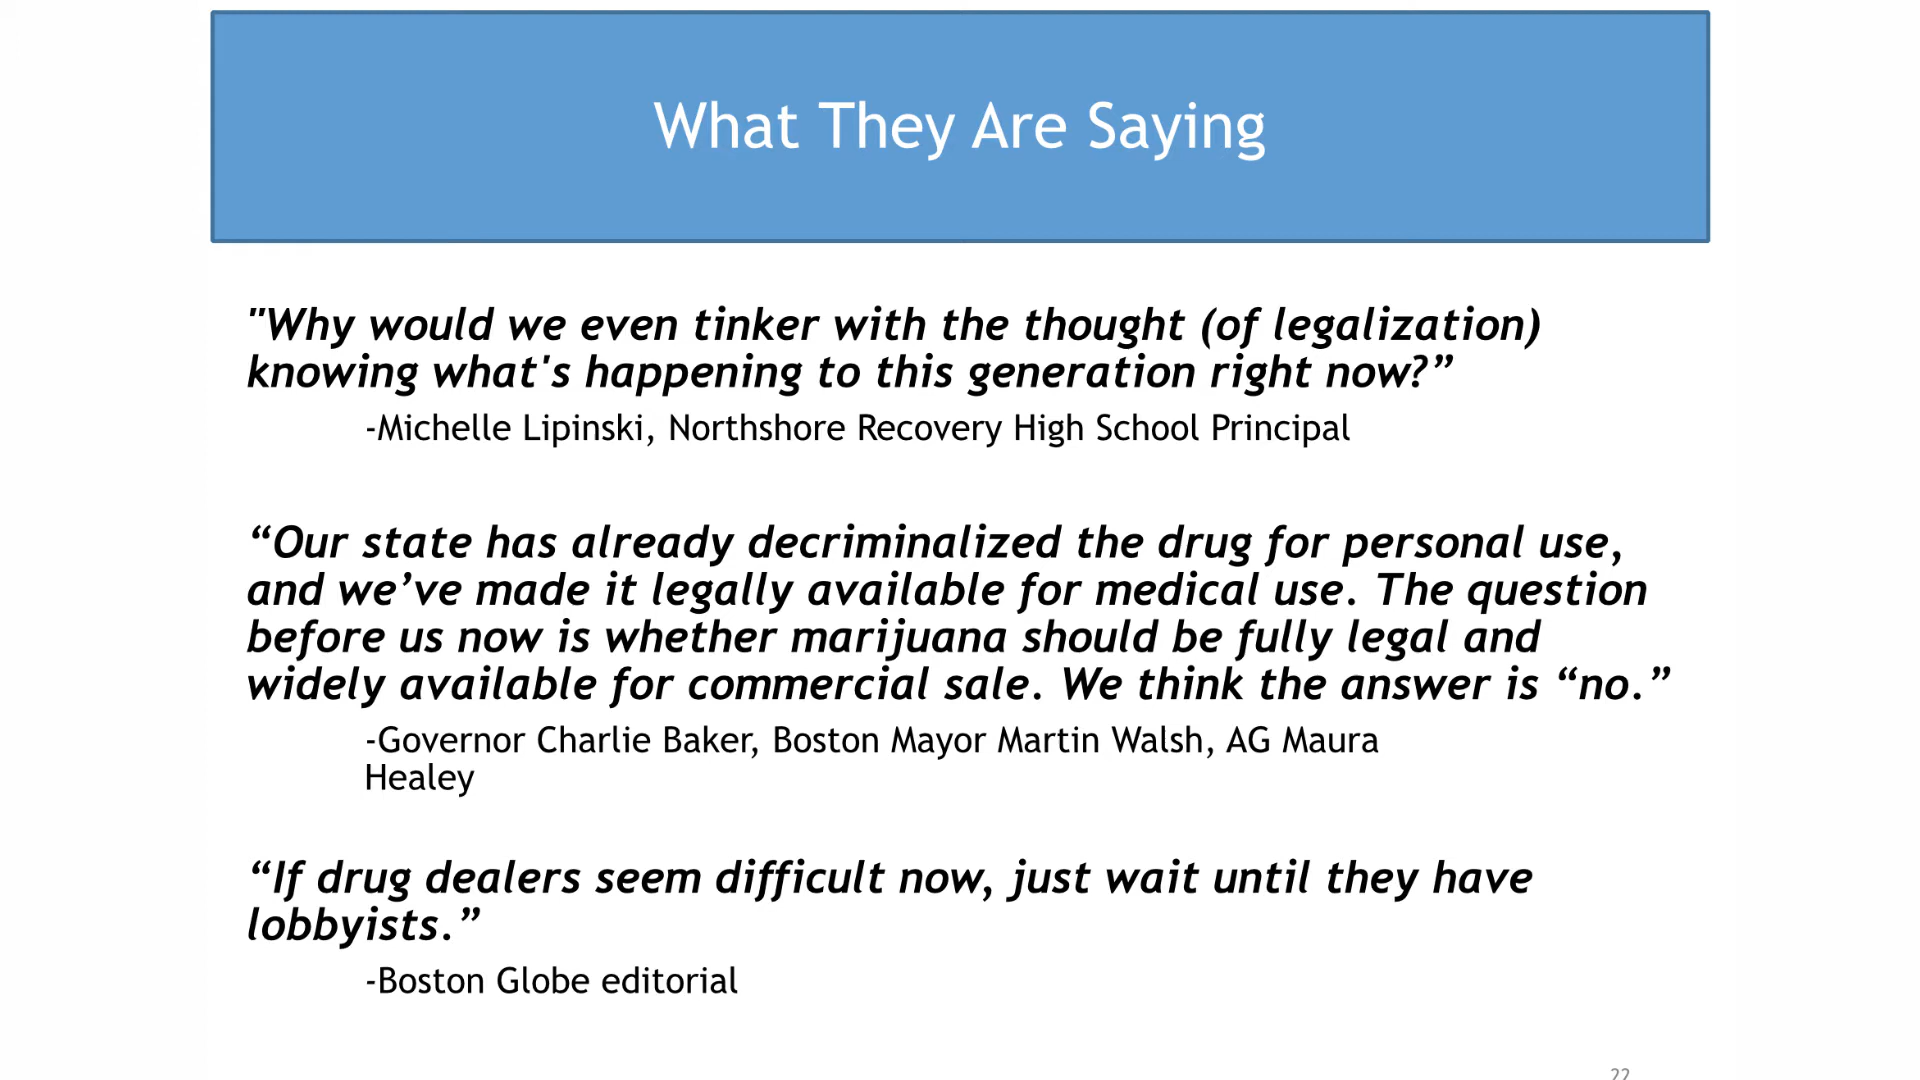 What They Are Saying
"Why would we even tinker with the thought (of legalization)
knowing what's happening to this generation right now?”
-Michelle Lipinski, Northshore Recovery High School Principal
“Our state has already decriminalized the drug for personal use,
and we’ve made it legally available for medical use. The question
before us now is whether marijuana should be fully legal and
widely available for commercial sale. We think the answer is “no.”
-Governor Charlie Baker, Boston Mayor Martin Walsh, AG Maura
Healey
“If drug dealers seem difficult now, just wait until they have
lobbyists.”
-Boston Globe editorial
22